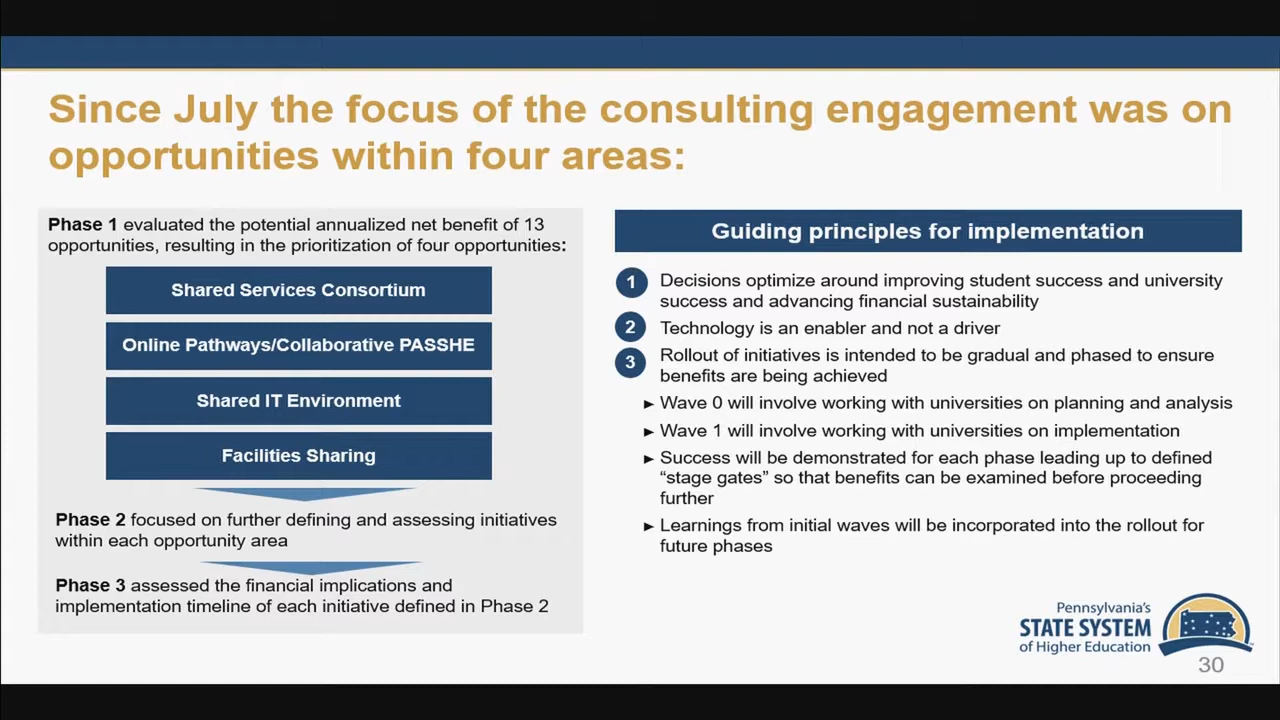 Since July the focus of the consulting engagement was on
opportunities within four areas:
Phase 1 evaluated the potential annualized net benefit of 13
opportunities, resulting in the prioritization of four opportunities:
Shared Services Consortium
Online Pathways/Collaborative PASSHE
Shared IT Environment
Facilities Sharing
Phase 2 focused on further defining and assessing initiatives
within each opportunity area
Phase 3 assessed the financial implications and
implementation timeline of each initiative defined in Phase 2
Guiding principles for implementation
1 Decisions optimize around improving student success and university
success and advancing financial sustainability
2 Technology is an enabler and not a driver
3 Rollout of initiatives is intended to be gradual and phased to ensure
benefits are being achieved
► Wave 0 will involve working with universities on planning and analysis
► Wave 1 will involve working with universities on implementation
► Success will be demonstrated for each phase leading up to defined
“stage gates” so that benefits can be examined before proceeding
further
► Learnings from initial waves will be incorporated into the rollout for
future phases
Pennsylvania's
STATE SYSTEM
of Higher Education
30